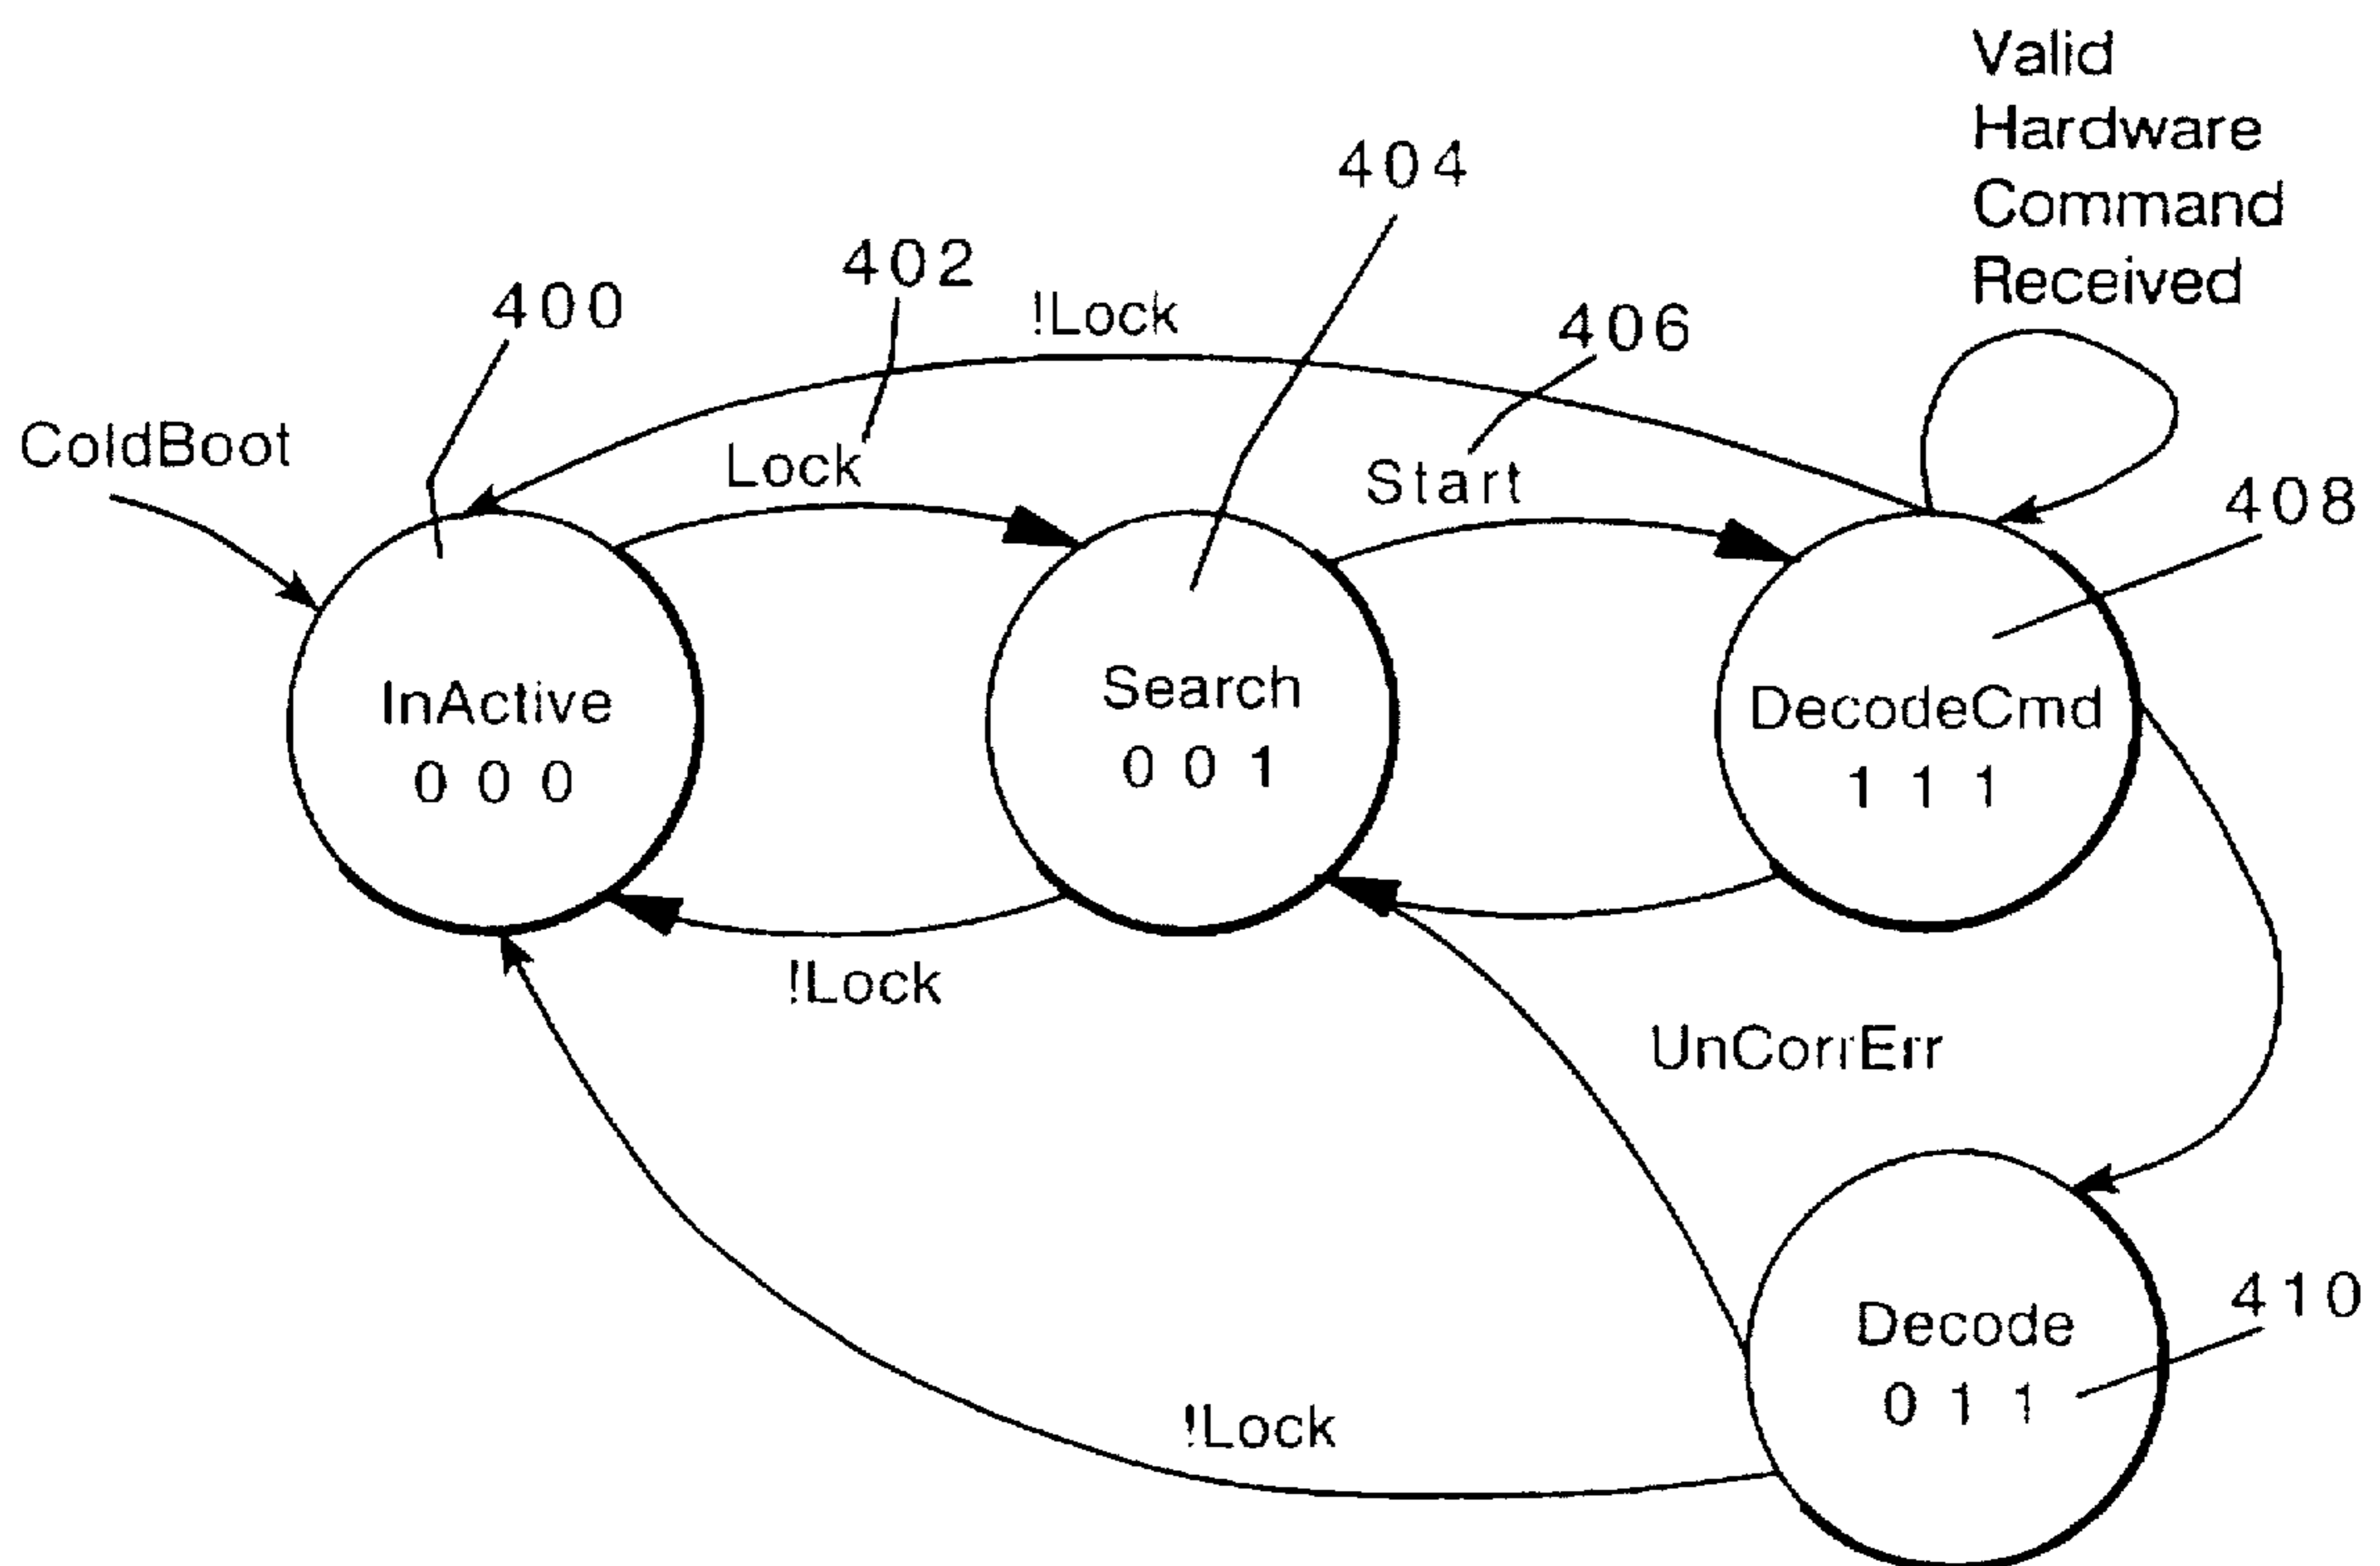 Valid
Hardware
Command
Received
404
402
400
!Lock
406
ColdBoot
Lock
Start
408
InActive
0 0 0
Search
0 0 1
DecodeCmd
1 1 1
!Lock
UnCorrErr
410
Decode
0 1 1
!Lock